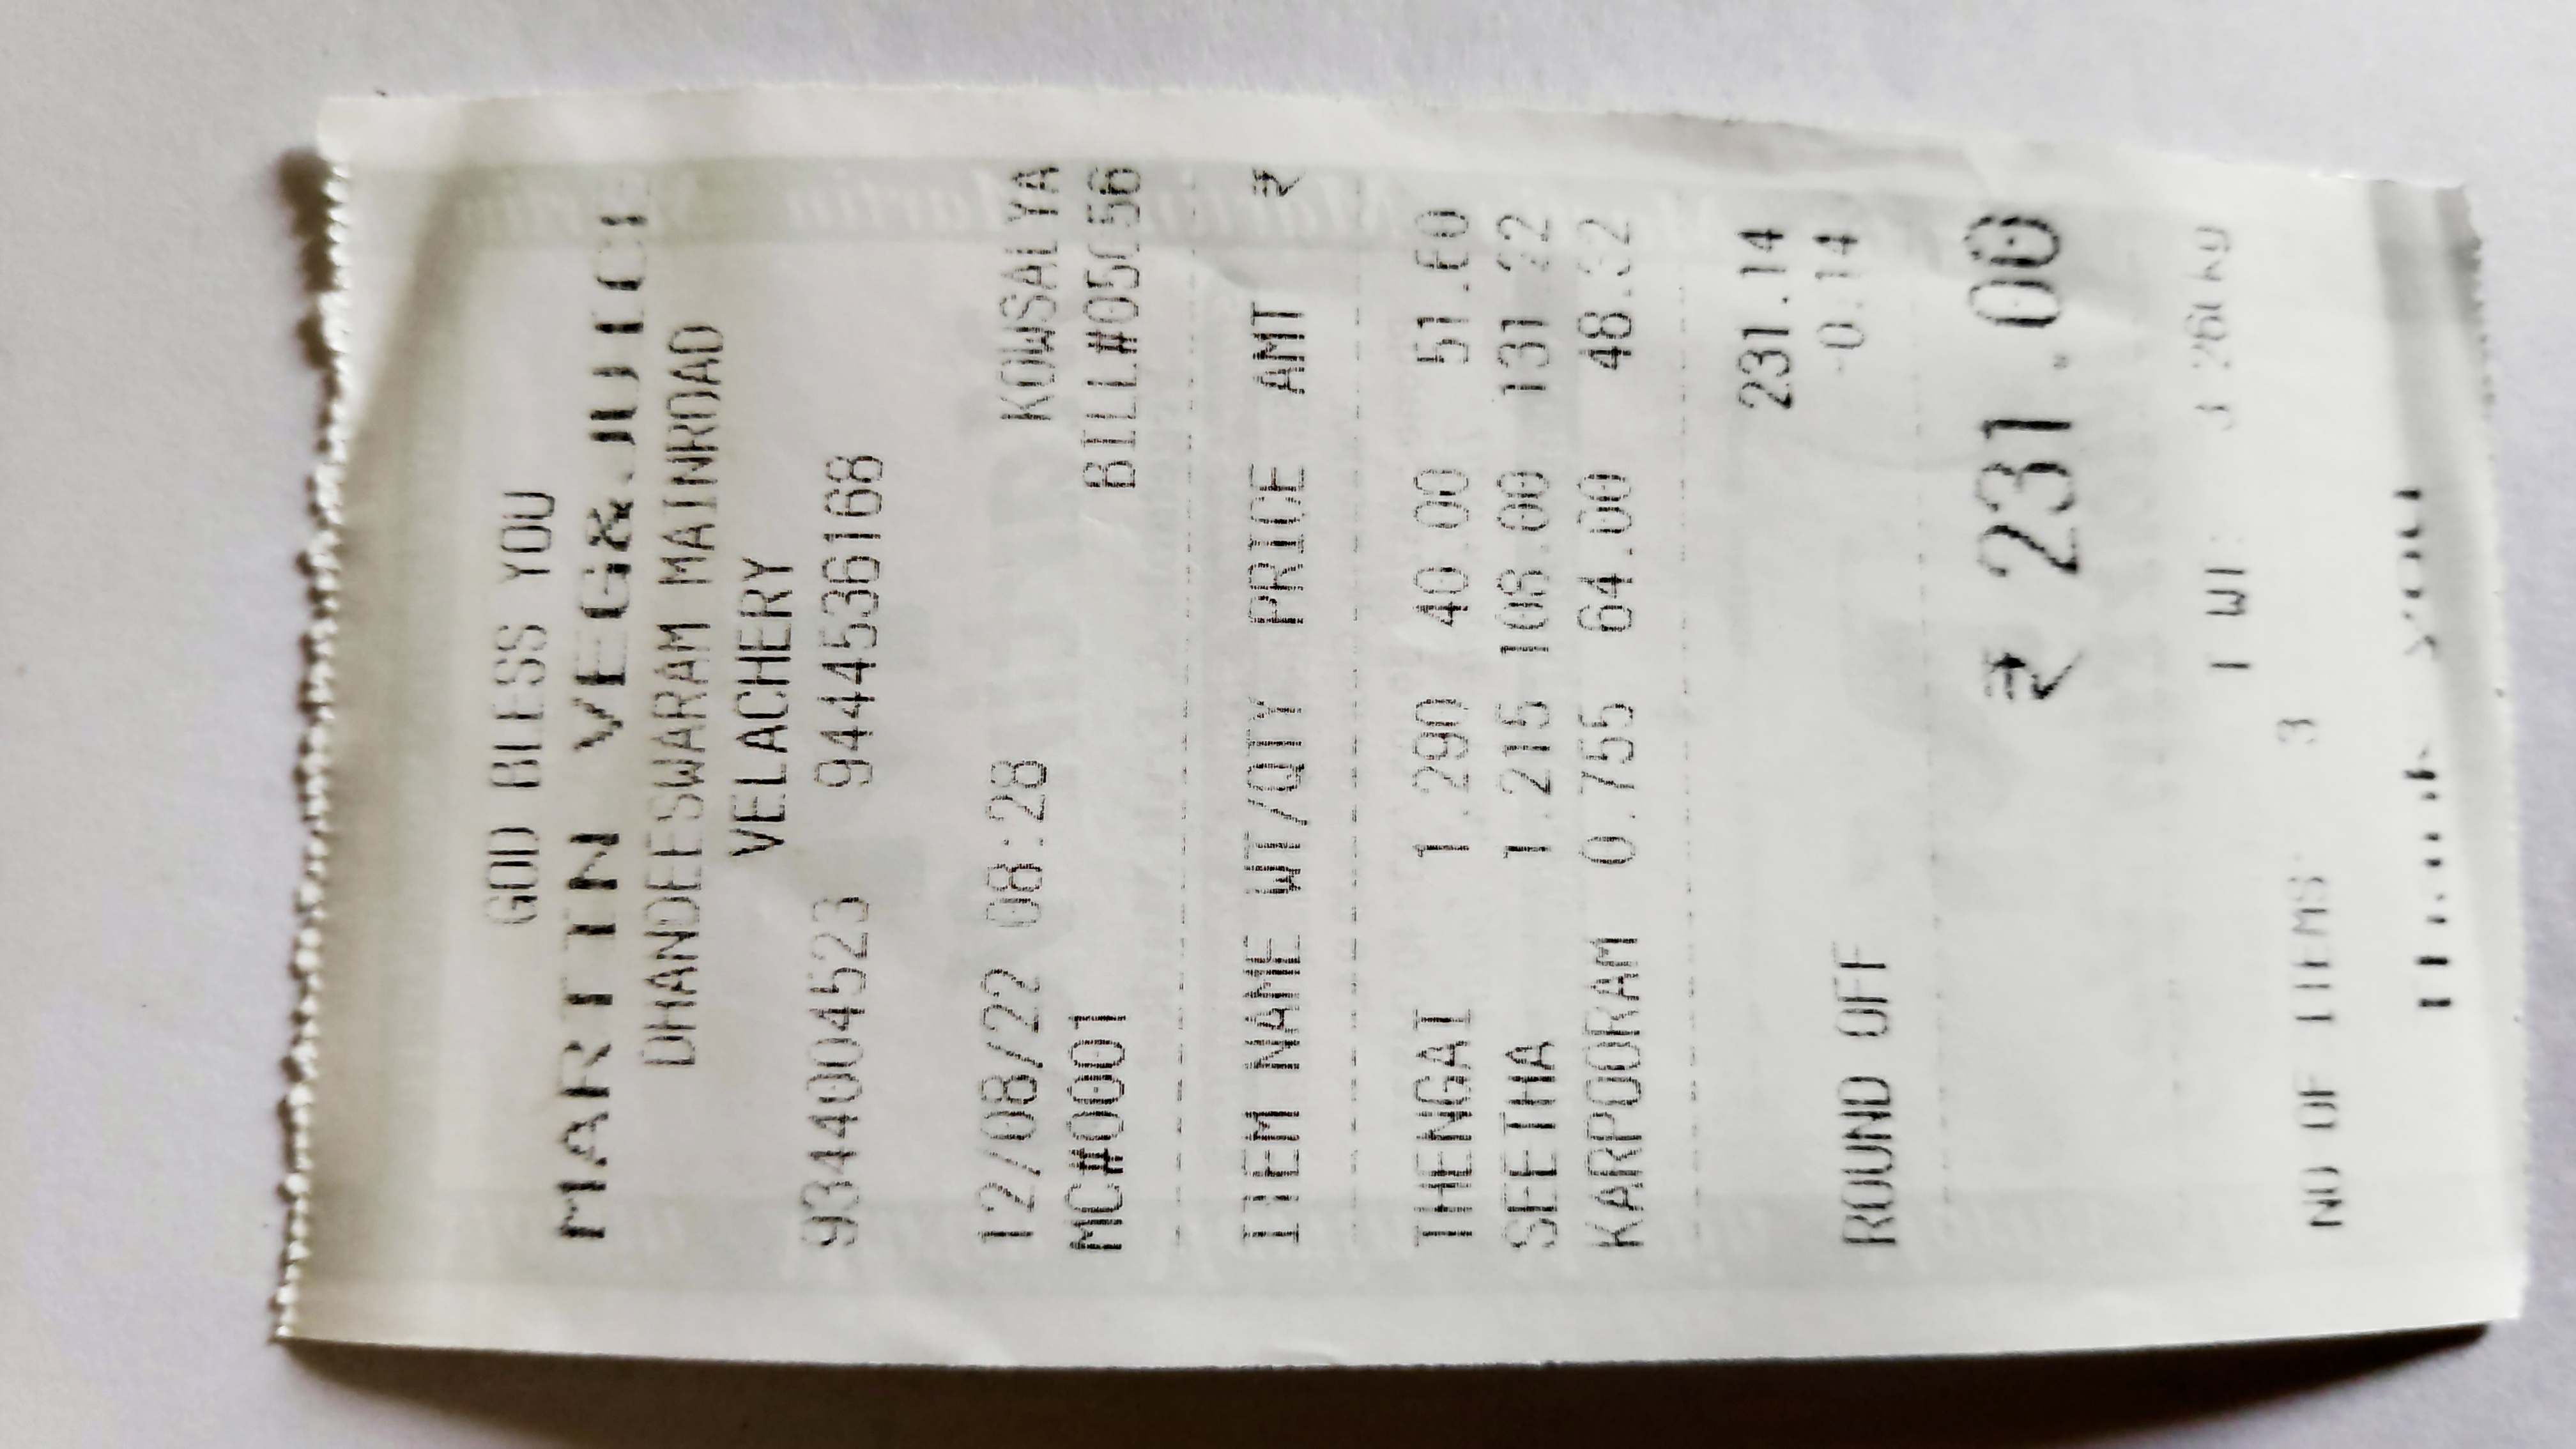 GOD BLESS YOU
MARTIN VEG&JUICE
DHANDEESWARAM MAINROAD
VELACHERY
9344004523 9444536168
12/08/22 08:28 KOWSALYA
MC#0001
ITEM NAME WT/QTY PRICE AMT ₹
THENGAI 1.290 40.00 51.60
SEETHA 1.215 108.00 131.22
KARPOORAM 0.755 64.00 48.32
231.14
ROUND OFF -0.14
₹ 231.00
T WT: 3.260kg
NO OF ITEMS: 3
Thank you